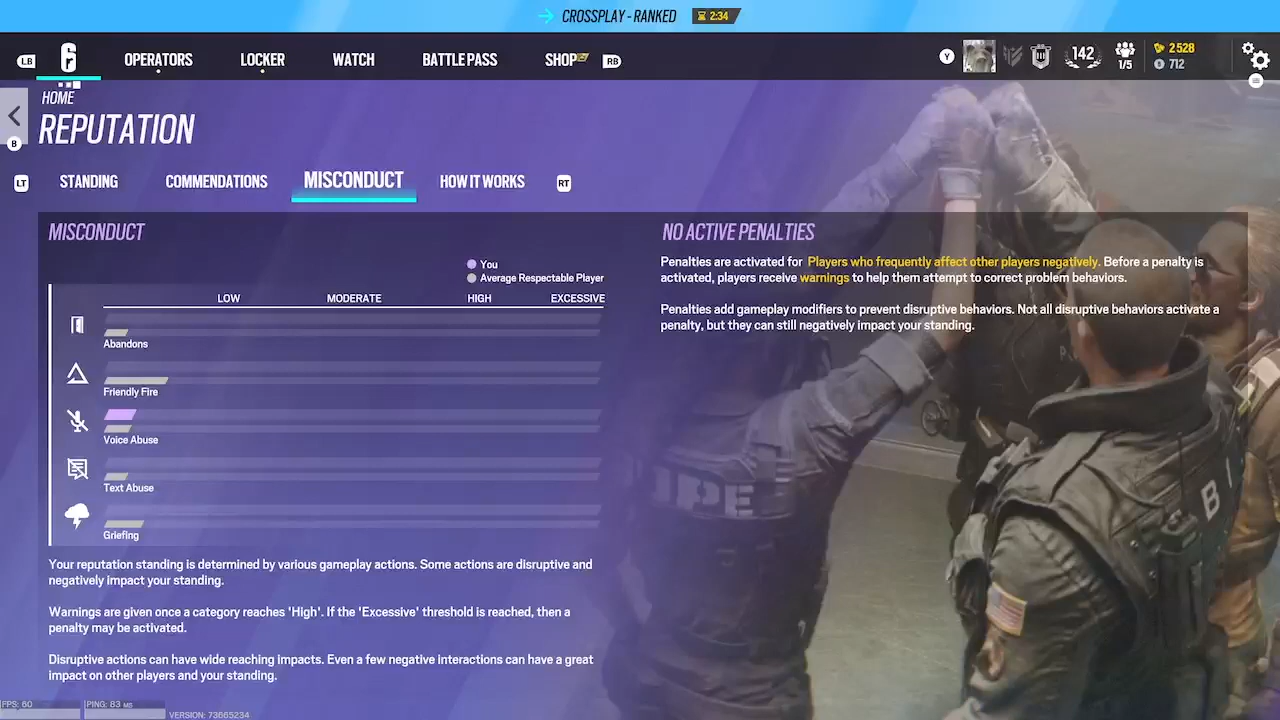 CROSSPLAY - RANKED 2:34
LB OPERATORS LOCKER WATCH BATTLE PASS SHOP RB Y 142 1/5 2 528
712
HOME
B REPUTATION
LT STANDING COMMENDATIONS MISCONDUCT HOW IT WORKS RT
MISCONDUCT
You
Average Respectable Player
LOW MODERATE HIGH EXCESSIVE
Abandons
Friendly Fire
Voice Abuse
Text Abuse
Griefing
Your reputation standing is determined by various gameplay actions. Some actions are disruptive and
negatively impact your standing.
Warnings are given once a category reaches 'High'. If the 'Excessive' threshold is reached, then a
penalty may be activated.
Disruptive actions can have wide reaching impacts. Even a few negative interactions can have a great
impact on other players and your standing.
NO ACTIVE PENALTIES
Penalties are activated for Players who frequently affect other players negatively. Before a penalty is
activated, players receive warnings to help them attempt to correct problem behaviors.
Penalties add gameplay modifiers to prevent disruptive behaviors. Not all disruptive behaviors activate a
penalty, but they can still negatively impact your standing.
FPS: 60 PING: 83 MS VERSION: 73665234